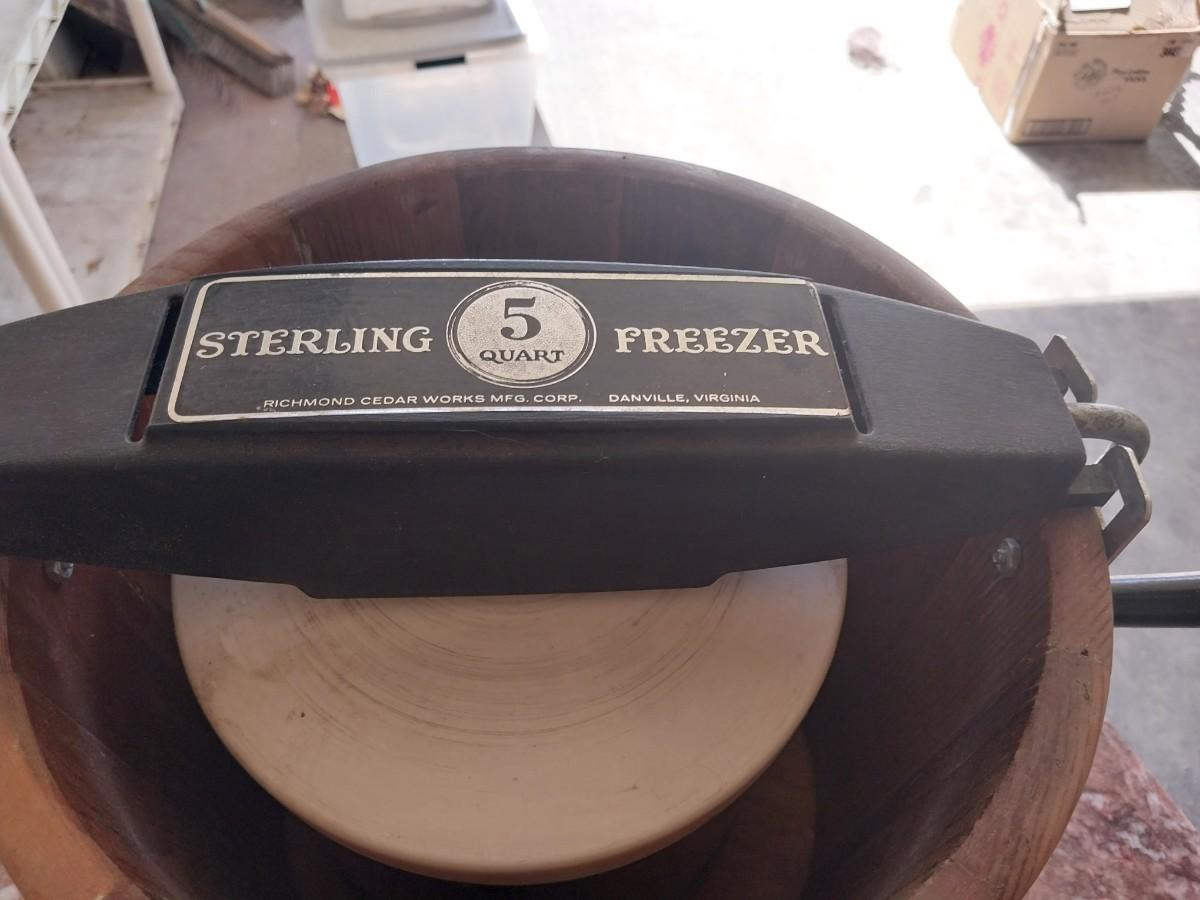 STERLING 5 QUART FREEZER
RICHMOND CEDAR WORKS MFG. CORP. DANVILLE, VIRGINIA